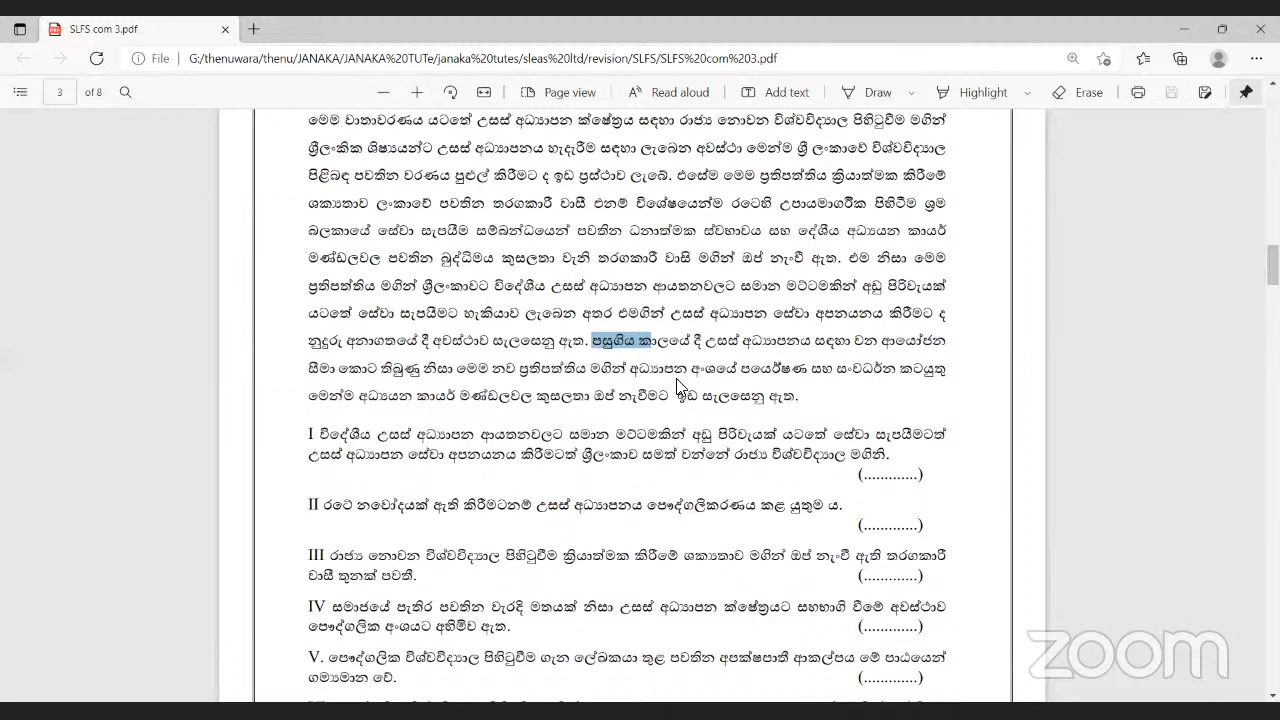 SLFS com 3.pdf
File G:/thenuwara/thenu/JANAKA/JANAKA%20TUTe/janaka%20tutes/sleas%20ltd/revision/SLFS/SLFS%20com%203.pdf
3 of 8 Page view Read aloud Add text Draw Highlight Erase
මෙම වාතාවරණය යටතේ උසස් අධ්‍යාපන ක්ෂේත්‍රය සඳහා රාජ්‍ය නොවන විශ්වවිද්‍යාල පිහිටුවීම මගින්
ශ්‍රීලංකික ශිෂ්‍යයන්ට උසස් අධ්‍යාපනය හැදෑරීම සඳහා ලැබෙන අවස්ථා මෙන්ම ශ්‍රී ලංකාවේ විශ්වවිද්‍යාල
පිළිබඳ පවතින වරණය පුළුල් කිරීමට ද ඉඩ ප්‍රස්ථාව ලැබේ. එසේම මෙම ප්‍රතිපත්තිය ක්‍රියාත්මක කිරීමේ
ශක්‍යතාව ලංකාවේ පවතින තරගකාරී වාසී එනම් විශේෂයෙන්ම රටෙහි උපායමාර්ගික පිහිටීම ශ්‍රම
බලකායේ සේවා සැපයීම සම්බන්ධයෙන් පවතින ධනාත්මක ස්වභාවය සහ දේශීය අධ්‍යයන කාර්ය
මණ්ඩලවල පවතින බුද්ධිමය කුසලතා වැනි තරගකාරී වාසි මගින් ඔප් නැංවී ඇත. එම නිසා මෙම
ප්‍රතිපත්තිය මගින් ශ්‍රීලංකාවට විදේශීය උසස් අධ්‍යාපන ආයතනවලට සමාන මට්ටමකින් අඩු පිරිවැයක්
යටතේ සේවා සැපයීමට හැකියාව ලැබෙන අතර එමගින් උසස් අධ්‍යාපන සේවා අපනයනය කිරීමට ද
නුදුරු අනාගතයේ දී අවස්ථාව සැලසෙනු ඇත. පසුගිය කාලයේ දී උසස් අධ්‍යාපනය සඳහා වන ආයෝජන
සීමා කොට තිබුණු නිසා මෙම නව ප්‍රතිපත්තිය මගින් අධ්‍යාපන අංශයේ පර්යේෂණ සහ සංවර්ධන කටයුතු
මෙන්ම අධ්‍යයන කාර්ය මණ්ඩලවල කුසලතා ඔප් නැවීමට ඉඩ සැලසෙනු ඇත.
I විදේශීය උසස් අධ්‍යාපන ආයතනවලට සමාන මට්ටමකින් අඩු පිරිවැයක් යටතේ සේවා සැපයීමටත්
උසස් අධ්‍යාපන සේවා අපනයනය කිරීමටත් ශ්‍රීලංකාව සමත් වන්නේ රාජ්‍ය විශ්වවිද්‍යාල මගිනි.
(.............)
II රටේ නවෝදයක් ඇති කිරීමටනම් උසස් අධ්‍යාපනය පෞද්ගලිකරණය කළ යුතුම ය.
(.............)
III රාජ්‍ය නොවන විශ්වවිද්‍යාල පිහිටුවීම ක්‍රියාත්මක කිරීමේ ශක්‍යතාව මගින් ඔප් නැංවී ඇති තරගකාරී
වාසී තුනක් පවතී. (.............)
IV සමාජයේ පැතිර පවතින වැරදි මතයක් නිසා උසස් අධ්‍යාපන ක්ෂේත්‍රයට සහභාගි වීමේ අවස්ථාව
පෞද්ගලික අංශයට අහිමිව ඇත. (.............)
V. පෞද්ගලික විශ්වවිද්‍යාල පිහිටුවීම ගැන ලේඛකයා තුළ පවතින අපක්ෂපාතී ආකල්පය මේ පාඨයෙන්
ගම්‍යමාන වේ. (.............)
zoom